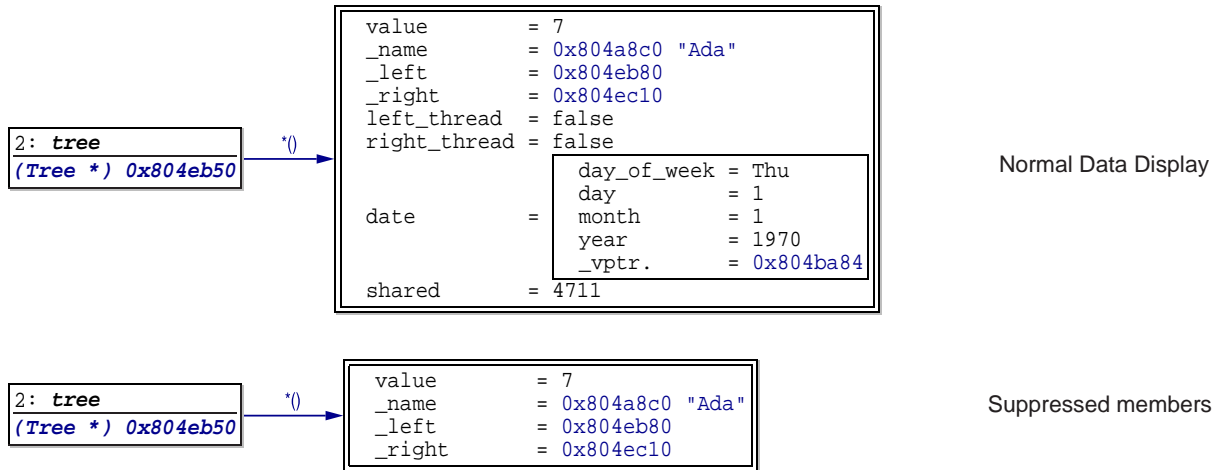 value = 7
_name = 0x804a8c0 "Ada"
_left = 0x804eb80
_right = 0x804ec10
left_thread = false
right_thread = false
2: tree
(Tree *) 0x804eb50
*()
date =
day_of_week = Thu
day = 1
month = 1
year = 1970
_vptr. = 0x804ba84
shared = 4711
Normal Data Display
2: tree
(Tree *) 0x804eb50
*()
value = 7
_name = 0x804a8c0 "Ada"
_left = 0x804eb80
_right = 0x804ec10
Suppressed members